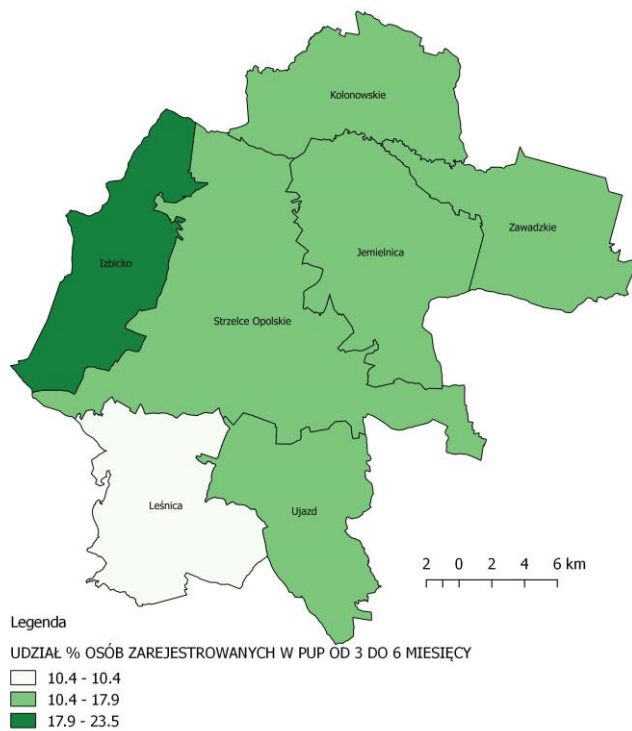 Kolonowskie
Zawadzkie
Jemielnica
Izbicko
Strzelce Opolskie
Leśnica
Ujazd
2 0 2 4 6 km
Legenda
UDZIAŁ % OSÓB ZAREJESTROWANYCH W PUP OD 3 DO 6 MIESIĘCY
10.4 - 10.4
10.4 - 17.9
17.9 - 23.5